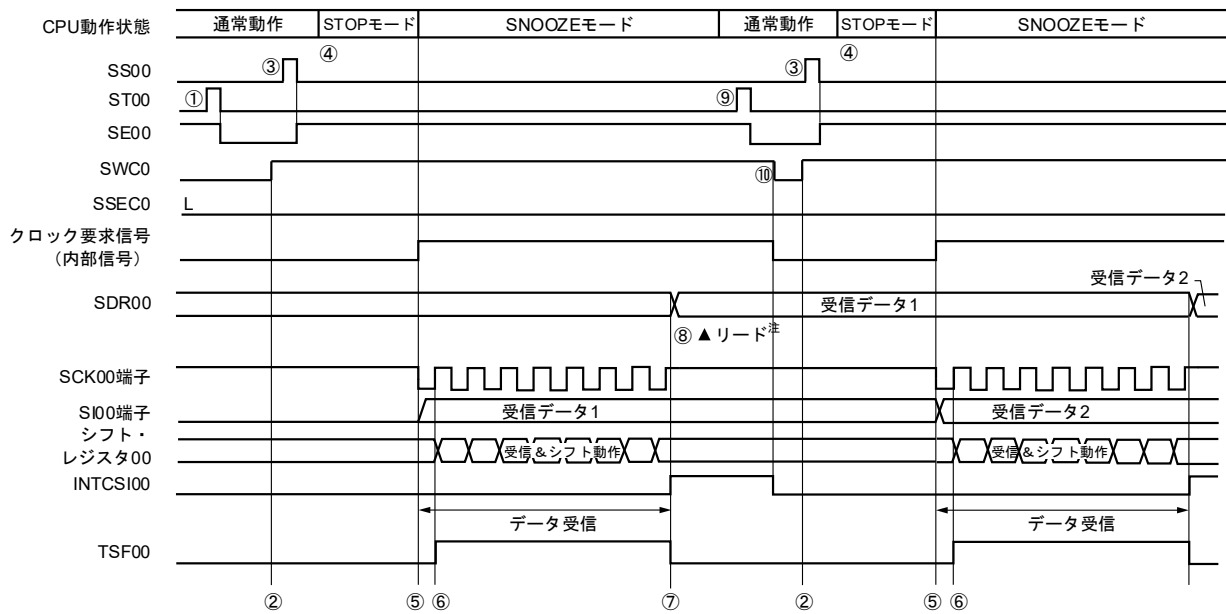 CPU動作状態 通常動作 STOPモード SNOOZEモード 通常動作 STOPモード SNOOZEモード
④ ④
SS00 ③ ③
ST00 ① ⑨
SE00
SWC0 ⑩
SSEC0 L
クロック要求信号
（内部信号）
受信データ2
SDR00 受信データ1
⑧ ▲ リード注
SCK00端子
SI00端子 受信データ1 受信データ2
シフト・
レジスタ00 受信&シフト動作 受信&シフト動作
INTCSI00
データ受信 データ受信
TSF00
② ⑤ ⑥ ⑦ ② ⑤ ⑥